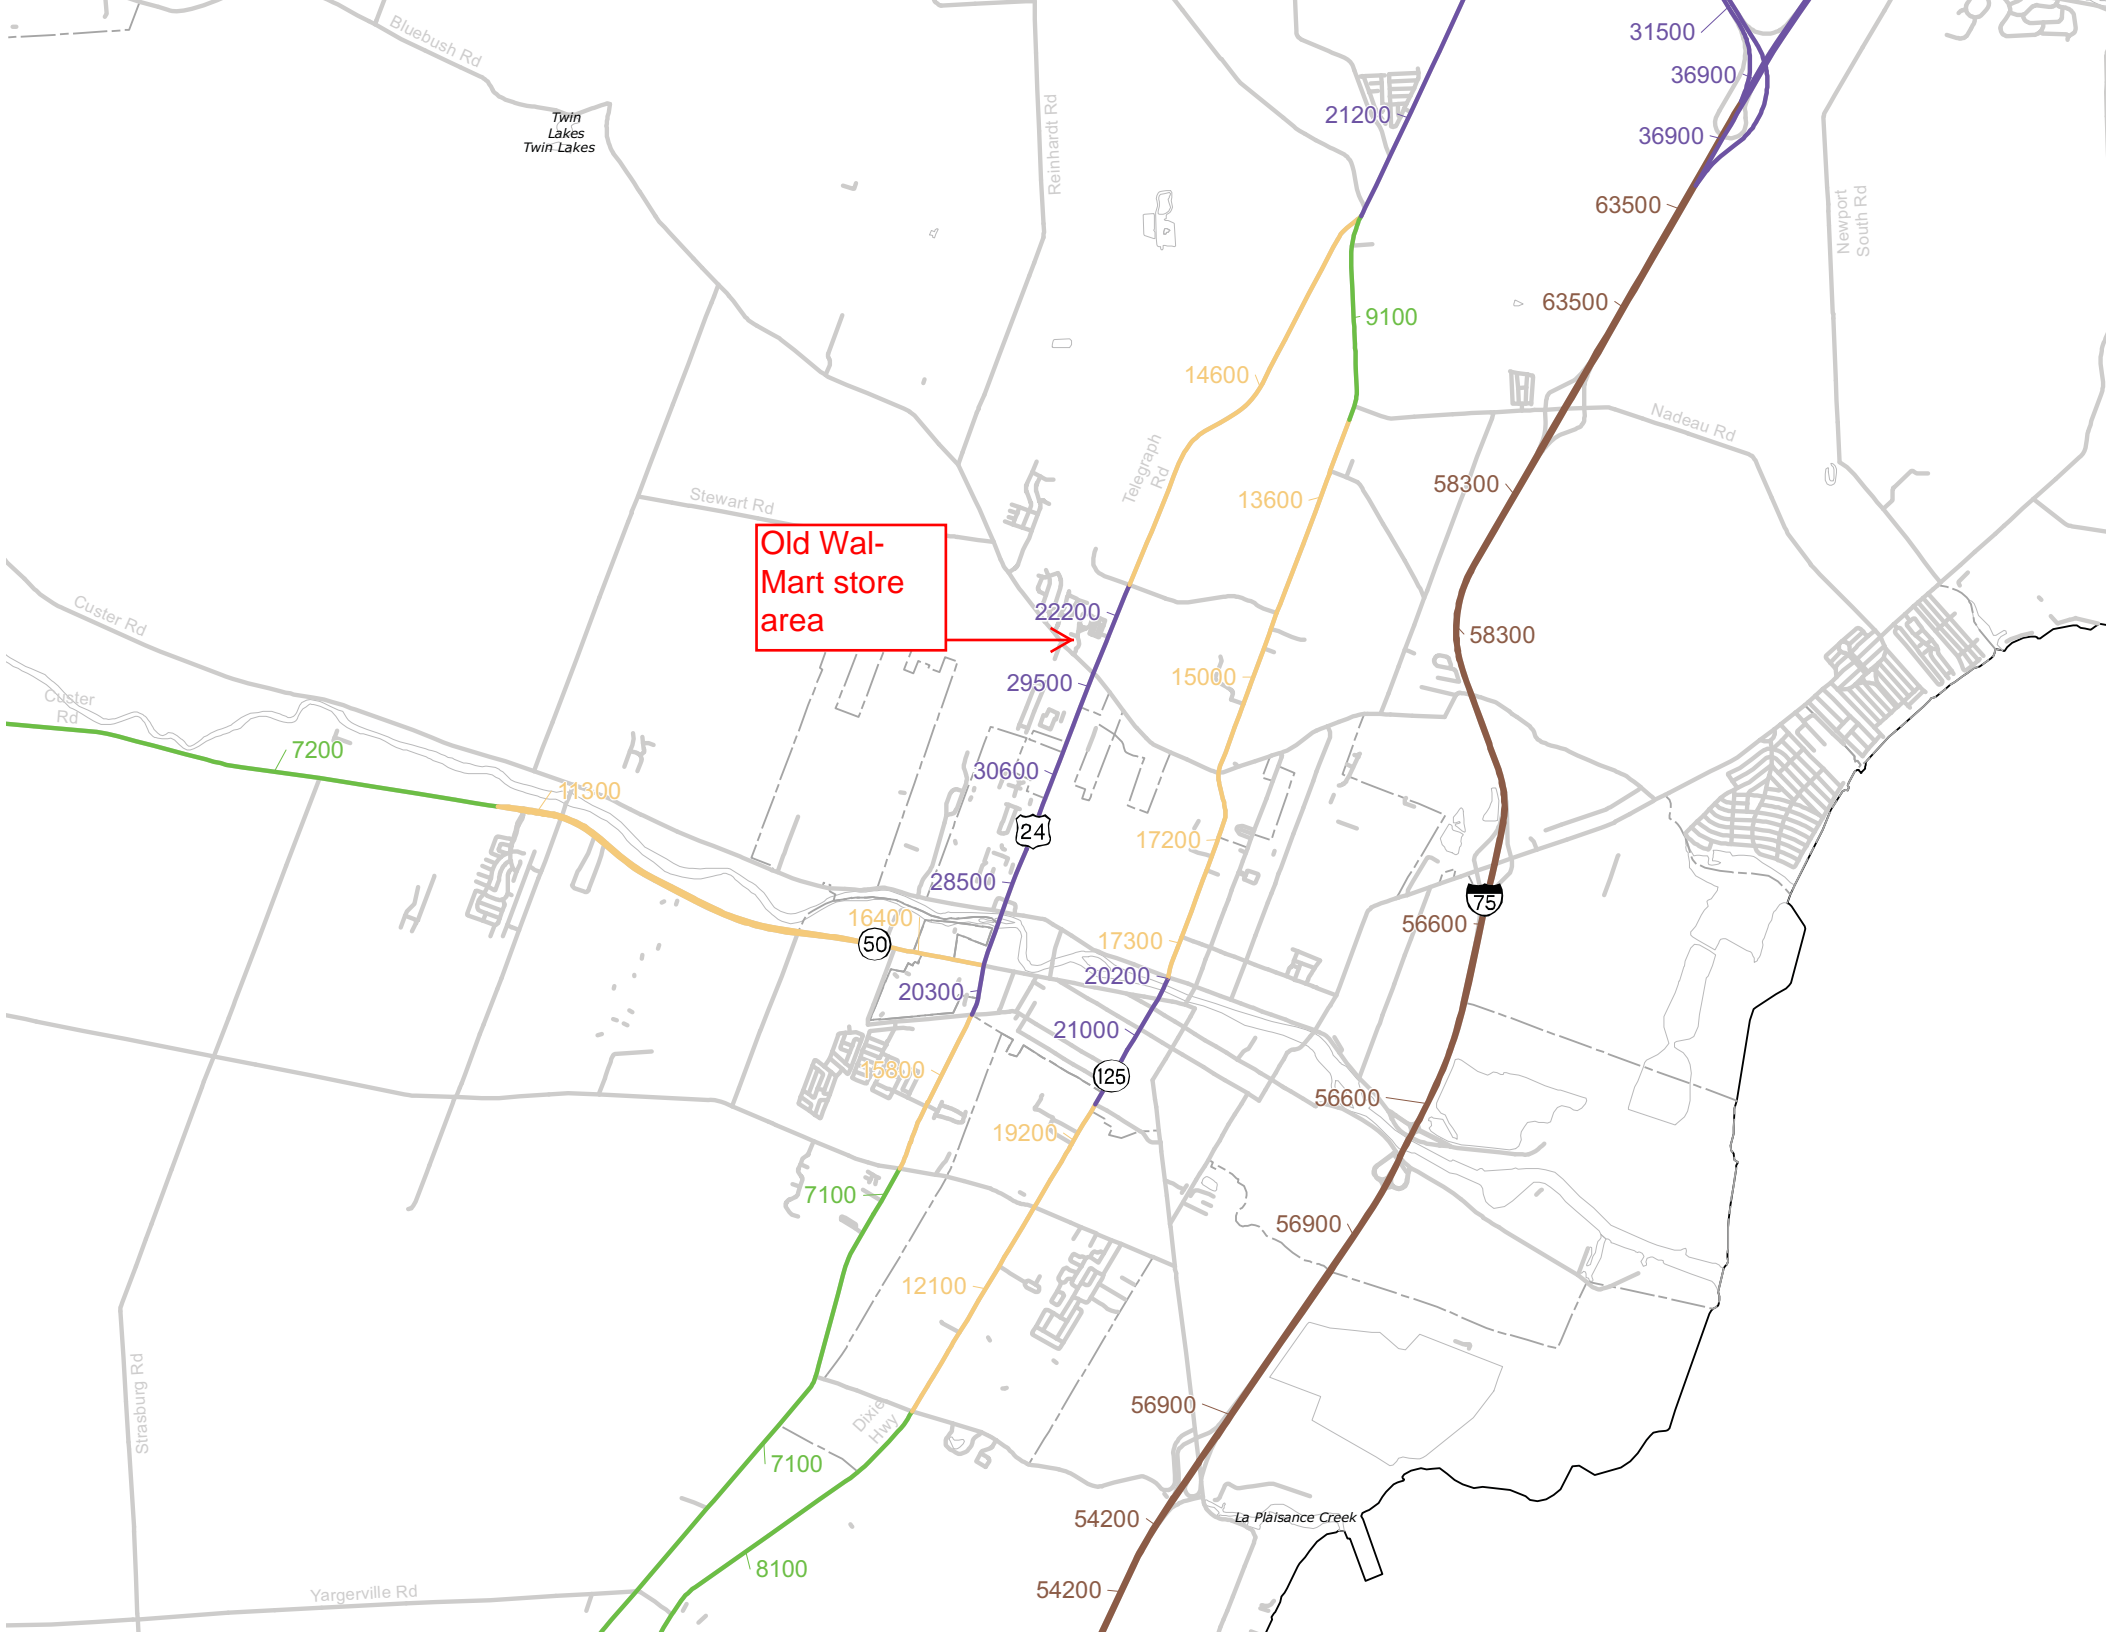 Bluebush Rd
Twin
Lakes
Twin Lakes
Reinhardt Rd
21200
31500
36900
36900
63500
Newport
South Rd
63500
9100
14600
Nadeau Rd
Telegraph
Rd
58300
13600
Stewart Rd
Old Wal-
Mart store
area
22200
58300
Custer Rd
29500
15000
Custer
Rd
7200
11300
30600
24
17200
28500
75
16400
50
56600
17300
20200
20300
21000
15800
125
56600
19200
7100
56900
12100
Strasburg Rd
56900
Dixie
Hwy
7100
54200
La Plaisance Creek
8100
54200
Yargerville Rd